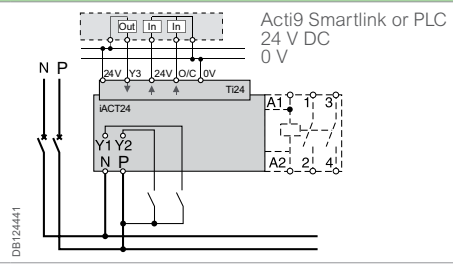 Out In In
Acti9 Smartlink or PLC
24 V DC
0 V
N P
24V Y3 24V O/C 0V
Ti24
iACT24
A1 1 3
Y1 Y2
N P
A2 2 4
DB124441